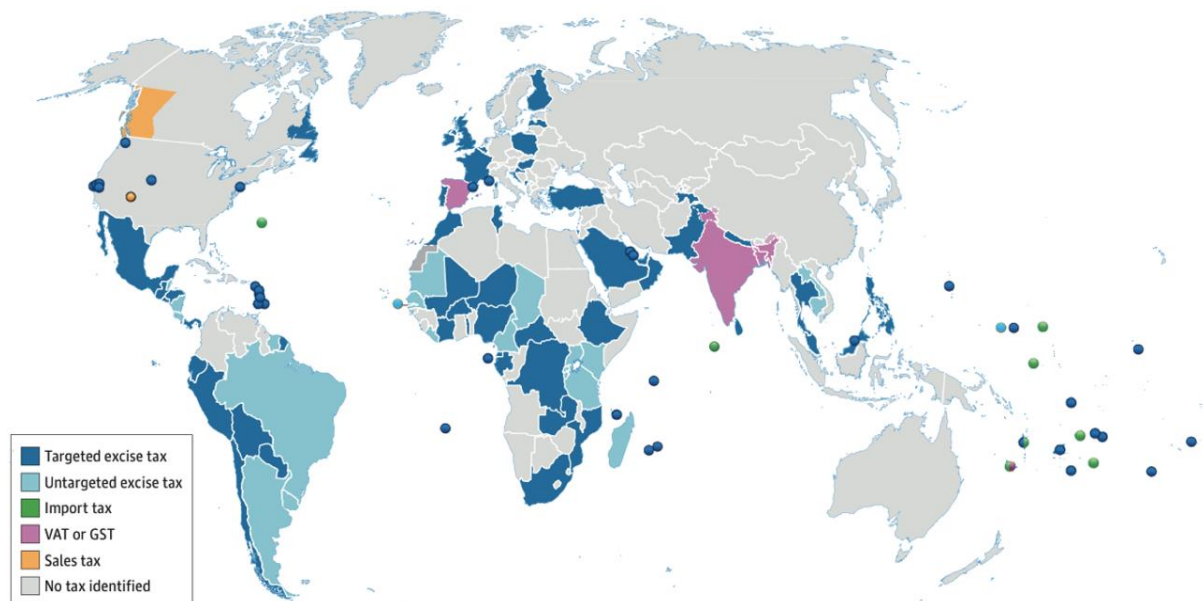 Targeted excise tax
Untargeted excise tax
Import tax
VAT or GST
Sales tax
No tax identified